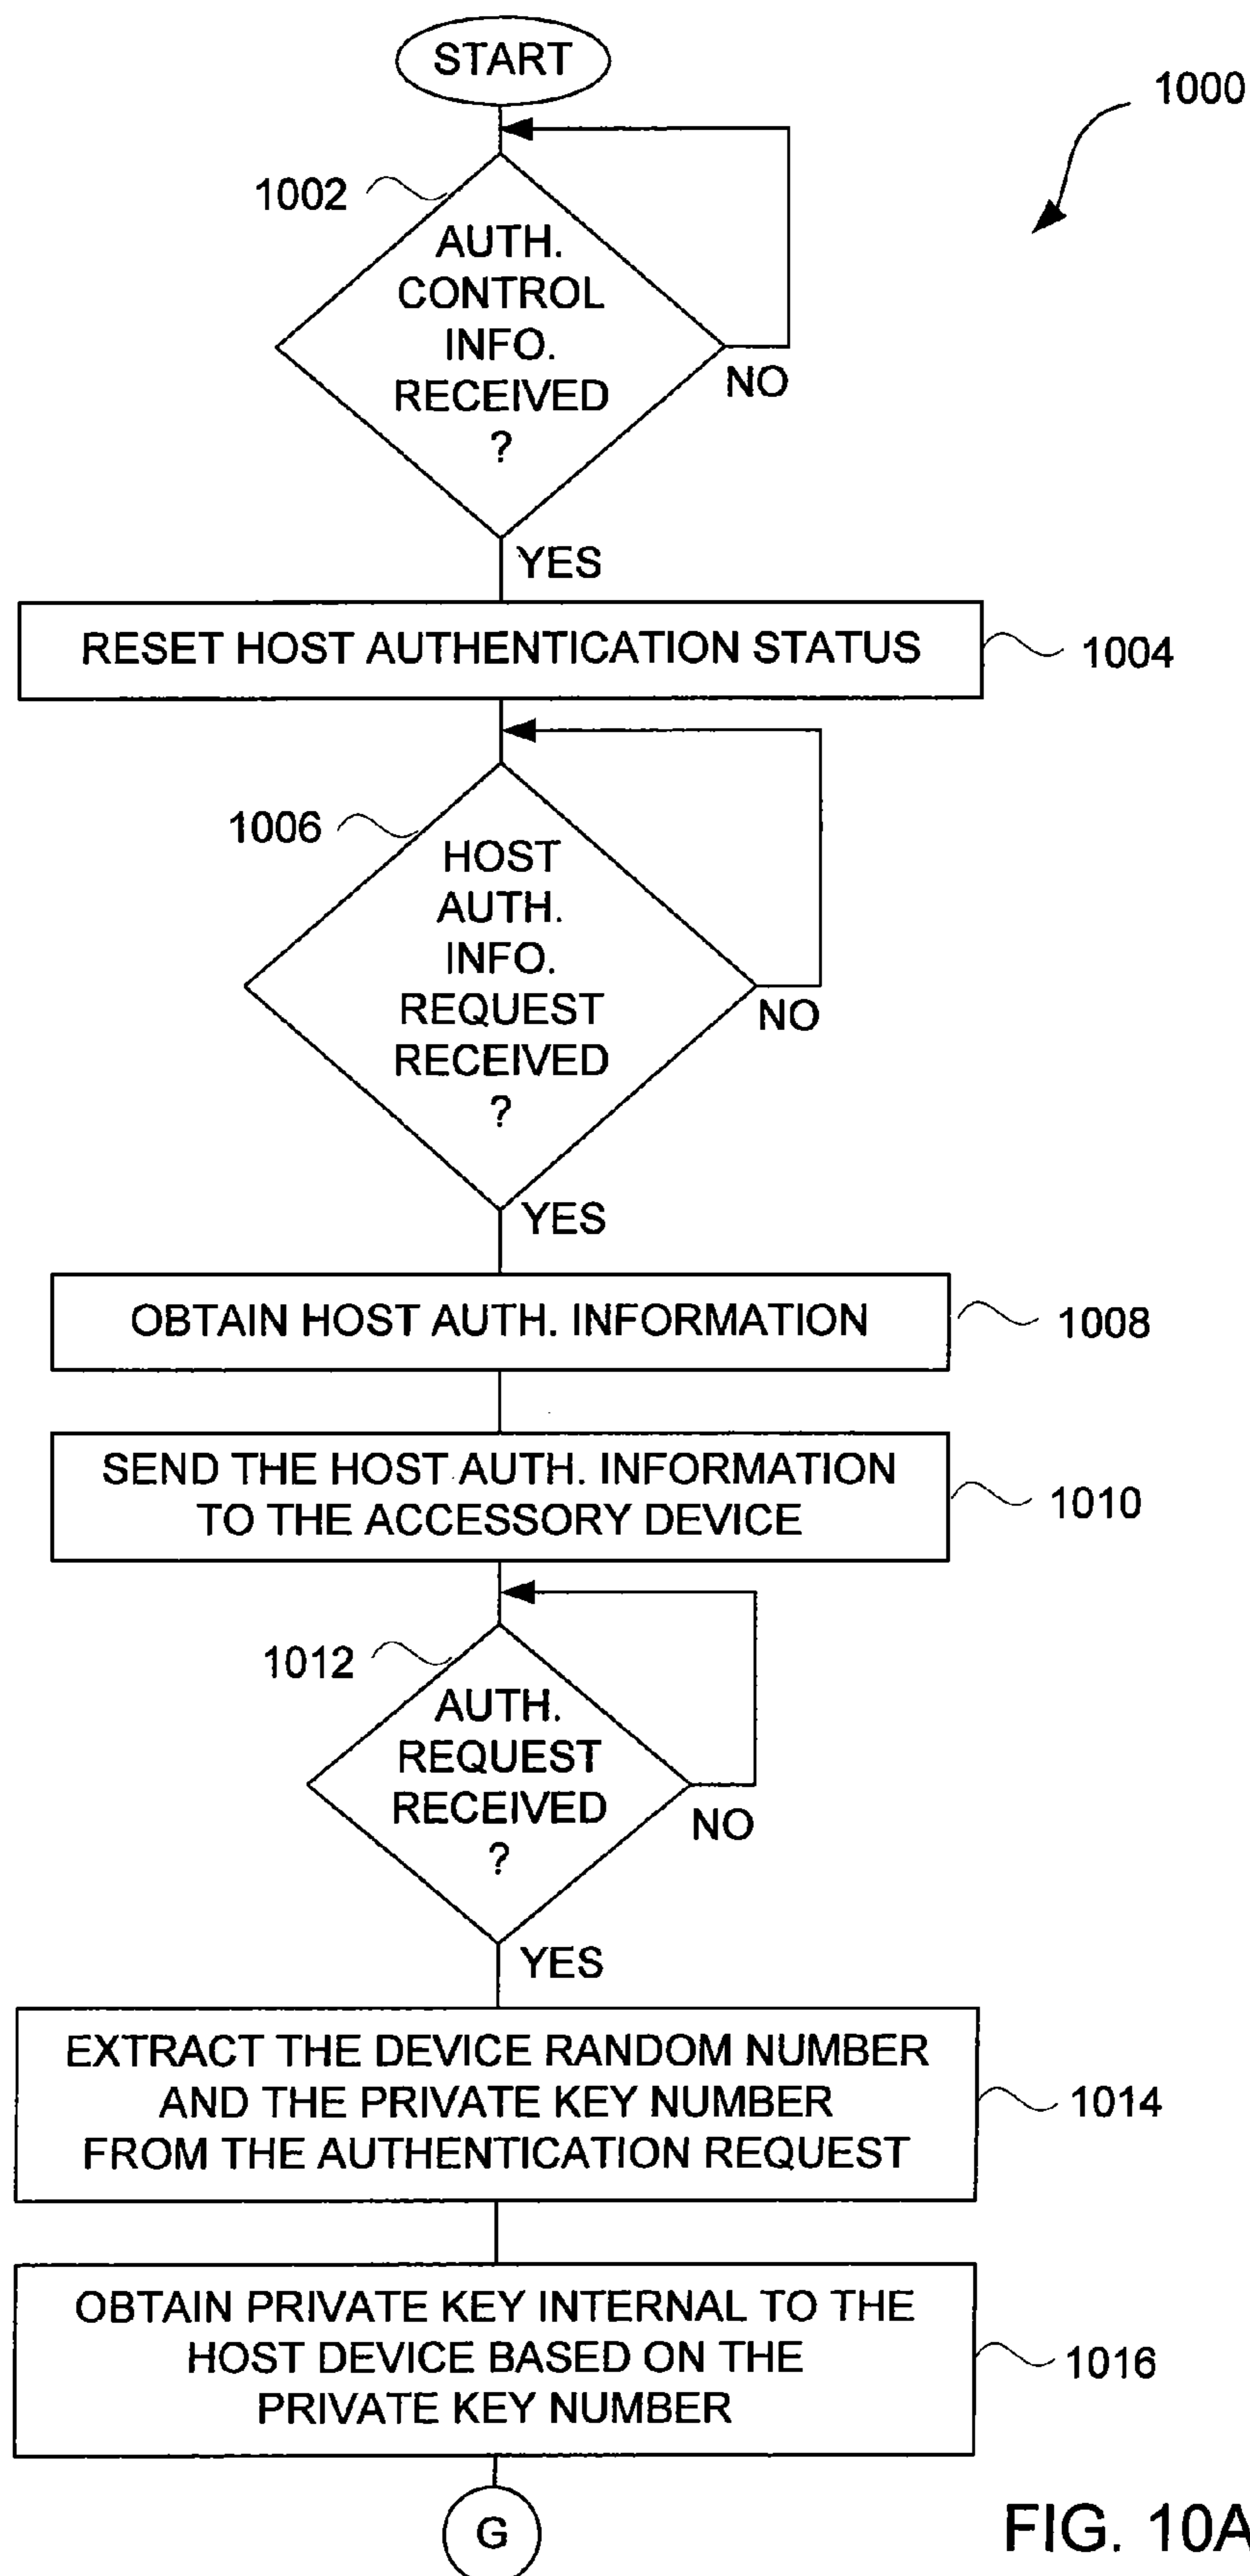 START
1000
1002
AUTH.
CONTROL
INFO.
RECEIVED
?
NO
YES
RESET HOST AUTHENTICATION STATUS
1004
1006
HOST
AUTH.
INFO.
REQUEST
RECEIVED
?
NO
YES
OBTAIN HOST AUTH. INFORMATION
1008
SEND THE HOST AUTH. INFORMATION
TO THE ACCESSORY DEVICE
1010
1012
AUTH.
REQUEST
RECEIVED
?
NO
YES
EXTRACT THE DEVICE RANDOM NUMBER
AND THE PRIVATE KEY NUMBER
FROM THE AUTHENTICATION REQUEST
1014
OBTAIN PRIVATE KEY INTERNAL TO THE
HOST DEVICE BASED ON THE
PRIVATE KEY NUMBER
1016
G
FIG. 10A